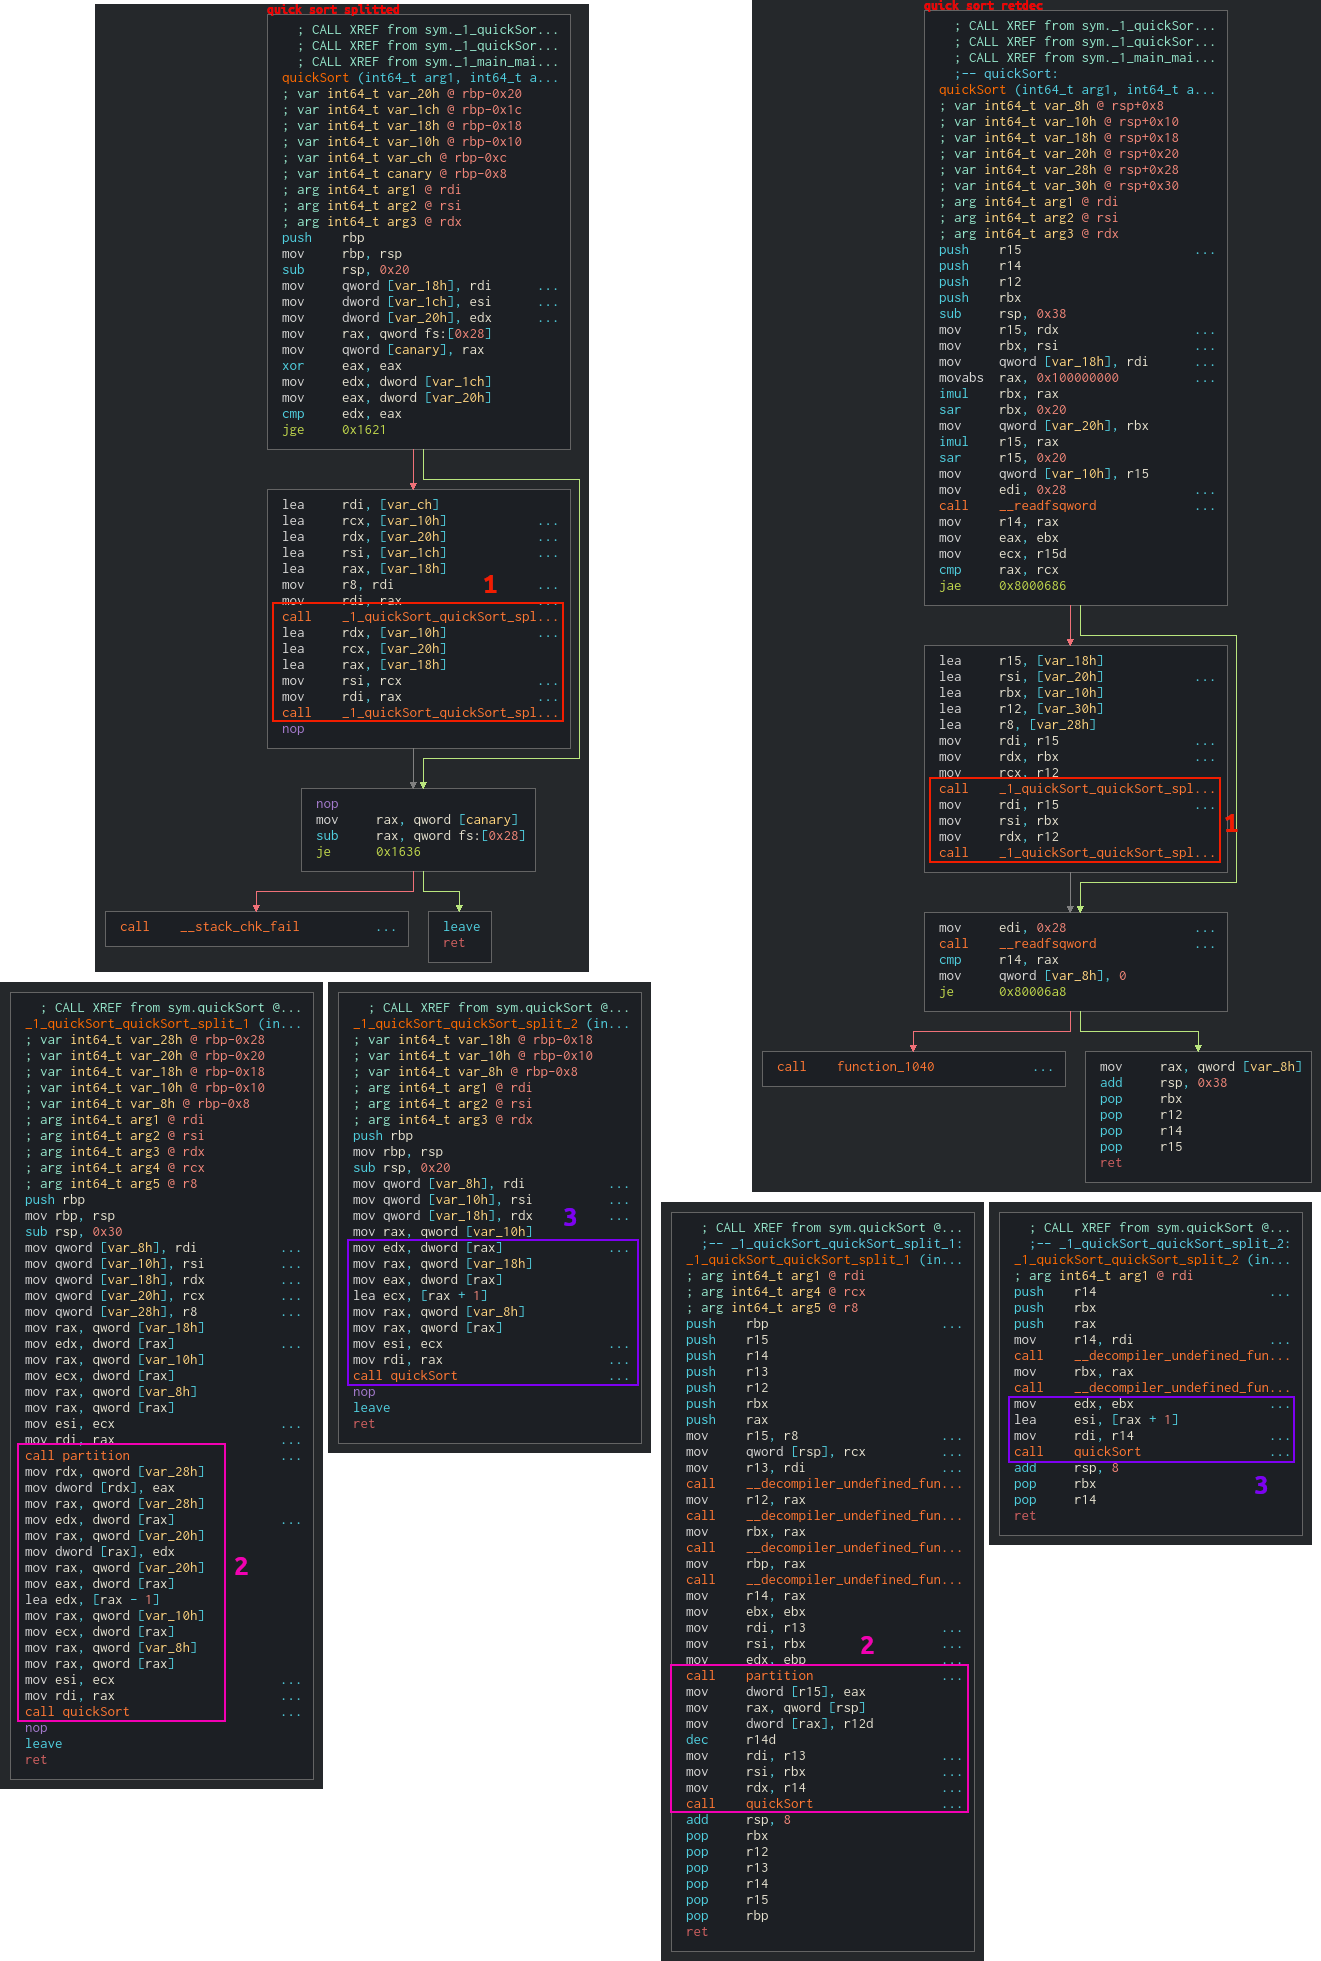 quick sort splitted
; CALL XREF from sym._1_quickSor...
; CALL XREF from sym._1_quickSor...
; CALL XREF from sym._1_main_mai...
quickSort (int64_t arg1, int64_t a...
; var int64_t var_20h @ rbp-0x20
; var int64_t var_1ch @ rbp-0x1c
; var int64_t var_18h @ rbp-0x18
; var int64_t var_10h @ rbp-0x10
; var int64_t var_ch @ rbp-0xc
; var int64_t canary @ rbp-0x8
; arg int64_t arg1 @ rdi
; arg int64_t arg2 @ rsi
; arg int64_t arg3 @ rdx
push rbp
mov rbp, rsp
sub rsp, 0x20
mov qword [var_18h], rdi ...
mov dword [var_1ch], esi ...
mov dword [var_20h], edx ...
mov rax, qword fs:[0x28]
mov qword [canary], rax
xor eax, eax
mov edx, dword [var_1ch]
mov eax, dword [var_20h]
cmp edx, eax
jge 0x1621
lea rdi, [var_ch]
lea rcx, [var_10h] ...
lea rdx, [var_20h] ...
lea rsi, [var_1ch] ...
lea rax, [var_18h]
mov r8, rdi ...
1
mov rdi, rax ...
call _1_quickSort_quickSort_spl...
lea rdx, [var_10h] ...
lea rcx, [var_20h]
lea rax, [var_18h]
mov rsi, rcx ...
mov rdi, rax ...
call _1_quickSort_quickSort_spl...
nop
nop
mov rax, qword [canary]
sub rax, qword fs:[0x28]
je 0x1636
call __stack_chk_fail ...
leave
ret
quick sort retdec
; CALL XREF from sym._1_quickSor...
; CALL XREF from sym._1_quickSor...
; CALL XREF from sym._1_main_mai...
;-- quickSort:
quickSort (int64_t arg1, int64_t a...
; var int64_t var_8h @ rsp+0x8
; var int64_t var_10h @ rsp+0x10
; var int64_t var_18h @ rsp+0x18
; var int64_t var_20h @ rsp+0x20
; var int64_t var_28h @ rsp+0x28
; var int64_t var_30h @ rsp+0x30
; arg int64_t arg1 @ rdi
; arg int64_t arg2 @ rsi
; arg int64_t arg3 @ rdx
push r15 ...
push r14
push r12
push rbx
sub rsp, 0x38
mov r15, rdx ...
mov rbx, rsi ...
mov qword [var_18h], rdi ...
movabs rax, 0x100000000 ...
imul rbx, rax
sar rbx, 0x20
mov qword [var_20h], rbx
imul r15, rax
sar r15, 0x20
mov qword [var_10h], r15
mov edi, 0x28 ...
call __readfsqword ...
mov r14, rax
mov eax, ebx
mov ecx, r15d
cmp rax, rcx
jae 0x8000686
lea r15, [var_18h]
lea rsi, [var_20h] ...
lea rbx, [var_10h]
lea r12, [var_30h]
lea r8, [var_28h]
mov rdi, r15 ...
mov rdx, rbx ...
mov rcx, r12
call _1_quickSort_quickSort_spl...
mov rdi, r15 ...
mov rsi, rbx
1
mov rdx, r12
call _1_quickSort_quickSort_spl...
mov edi, 0x28 ...
call __readfsqword ...
cmp r14, rax
mov qword [var_8h], 0
je 0x80006a8
call function_1040 ...
mov rax, qword [var_8h]
add rsp, 0x38
pop rbx
pop r12
pop r14
pop r15
ret
; CALL XREF from sym.quickSort @...
_1_quickSort_quickSort_split_1 (in...
; var int64_t var_28h @ rbp-0x28
; var int64_t var_20h @ rbp-0x20
; var int64_t var_18h @ rbp-0x18
; var int64_t var_10h @ rbp-0x10
; var int64_t var_8h @ rbp-0x8
; arg int64_t arg1 @ rdi
; arg int64_t arg2 @ rsi
; arg int64_t arg3 @ rdx
; arg int64_t arg4 @ rcx
; arg int64_t arg5 @ r8
push rbp
mov rbp, rsp
sub rsp, 0x30
mov qword [var_8h], rdi ...
mov qword [var_10h], rsi ...
mov qword [var_18h], rdx ...
mov qword [var_20h], rcx ...
mov qword [var_28h], r8 ...
mov rax, qword [var_18h]
mov edx, dword [rax] ...
mov rax, qword [var_10h]
mov ecx, dword [rax]
mov rax, qword [var_8h]
mov rax, qword [rax]
mov esi, ecx ...
mov rdi, rax ...
call partition ...
mov rdx, qword [var_28h]
mov dword [rdx], eax
mov rax, qword [var_28h]
mov edx, dword [rax] ...
mov rax, qword [var_20h]
mov dword [rax], edx
2
mov rax, qword [var_20h]
mov eax, dword [rax]
lea edx, [rax - 1]
mov rax, qword [var_10h]
mov ecx, dword [rax]
mov rax, qword [var_8h]
mov rax, qword [rax]
mov esi, ecx ...
mov rdi, rax ...
call quickSort ...
nop
leave
ret
; CALL XREF from sym.quickSort @...
_1_quickSort_quickSort_split_2 (in...
; var int64_t var_18h @ rbp-0x18
; var int64_t var_10h @ rbp-0x10
; var int64_t var_8h @ rbp-0x8
; arg int64_t arg1 @ rdi
; arg int64_t arg2 @ rsi
; arg int64_t arg3 @ rdx
push rbp
mov rbp, rsp
sub rsp, 0x20
mov qword [var_8h], rdi ...
mov qword [var_10h], rsi ...
mov qword [var_18h], rdx ...
3
mov rax, qword [var_10h]
mov edx, dword [rax] ...
mov rax, qword [var_18h]
mov eax, dword [rax]
lea ecx, [rax + 1]
mov rax, qword [var_8h]
mov rax, qword [rax]
mov esi, ecx ...
mov rdi, rax ...
call quickSort ...
nop
leave
ret
; CALL XREF from sym.quickSort @...
;-- _1_quickSort_quickSort_split_1:
_1_quickSort_quickSort_split_1 (in...
; arg int64_t arg1 @ rdi
; arg int64_t arg4 @ rcx
; arg int64_t arg5 @ r8
push rbp ...
push r15
push r14
push r13
push r12
push rbx
push rax
mov r15, r8 ...
mov qword [rsp], rcx ...
mov r13, rdi ...
call __decompiler_undefined_fun...
mov r12, rax
call __decompiler_undefined_fun...
mov rbx, rax
call __decompiler_undefined_fun...
mov rbp, rax
call __decompiler_undefined_fun...
mov r14, rax
mov ebx, ebx
mov rdi, r13 ...
mov rsi, rbx ...
2
mov edx, ebp ...
call partition ...
mov dword [r15], eax
mov rax, qword [rsp]
mov dword [rax], r12d
dec r14d
mov rdi, r13 ...
mov rsi, rbx ...
mov rdx, r14 ...
call quickSort ...
add rsp, 8
pop rbx
pop r12
pop r13
pop r14
pop r15
pop rbp
ret
; CALL XREF from sym.quickSort @...
;-- _1_quickSort_quickSort_split_2:
_1_quickSort_quickSort_split_2 (in...
; arg int64_t arg1 @ rdi
push r14 ...
push rbx
push rax
mov r14, rdi ...
call __decompiler_undefined_fun...
mov rbx, rax
call __decompiler_undefined_fun...
mov edx, ebx ...
lea esi, [rax + 1]
mov rdi, r14 ...
call quickSort ...
add rsp, 8
3
pop rbx
pop r14
ret